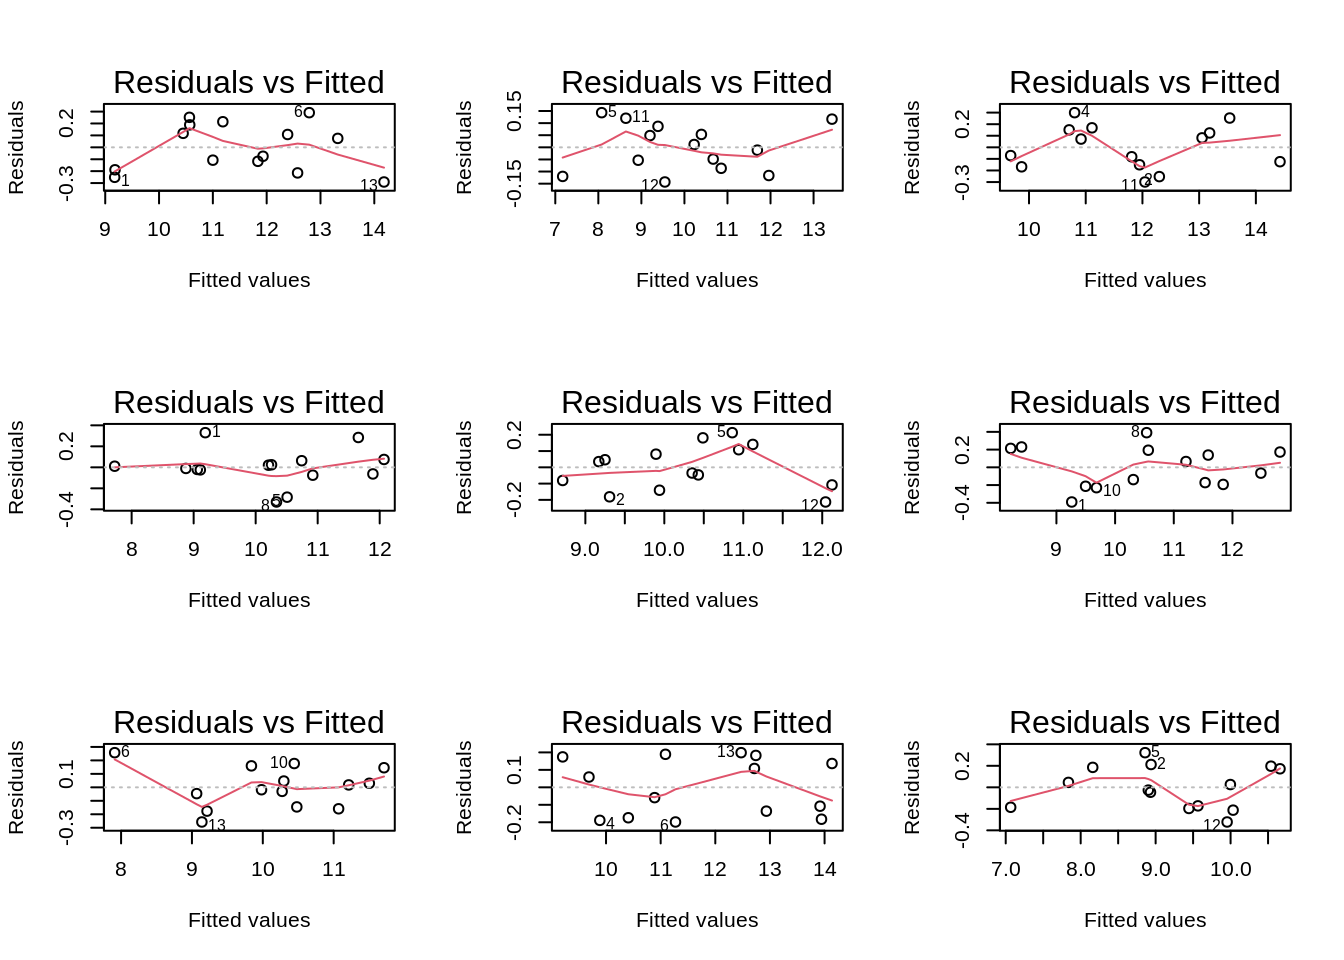 Residuals vs Fitted
Residuals
0.2
-0.3
6
1
13
9 10 11 12 13 14
Fitted values
Residuals vs Fitted
Residuals
0.15
-0.15
5
11
12
7 8 9 10 11 12 13
Fitted values
Residuals vs Fitted
Residuals
0.2
-0.3
4
11
2
10 11 12 13 14
Fitted values
Residuals vs Fitted
Residuals
0.2
-0.4
1
8
5
8 9 10 11 12
Fitted values
Residuals vs Fitted
Residuals
0.2
-0.2
5
2
12
9.0 10.0 11.0 12.0
Fitted values
Residuals vs Fitted
Residuals
0.2
-0.4
8
10
1
9 10 11 12
Fitted values
Residuals vs Fitted
Residuals
0.1
-0.3
6
10
13
8 9 10 11
Fitted values
Residuals vs Fitted
Residuals
0.1
-0.2
13
4
6
10 11 12 13 14
Fitted values
Residuals vs Fitted
Residuals
0.2
-0.4
5
2
12
7.0 8.0 9.0 10.0
Fitted values